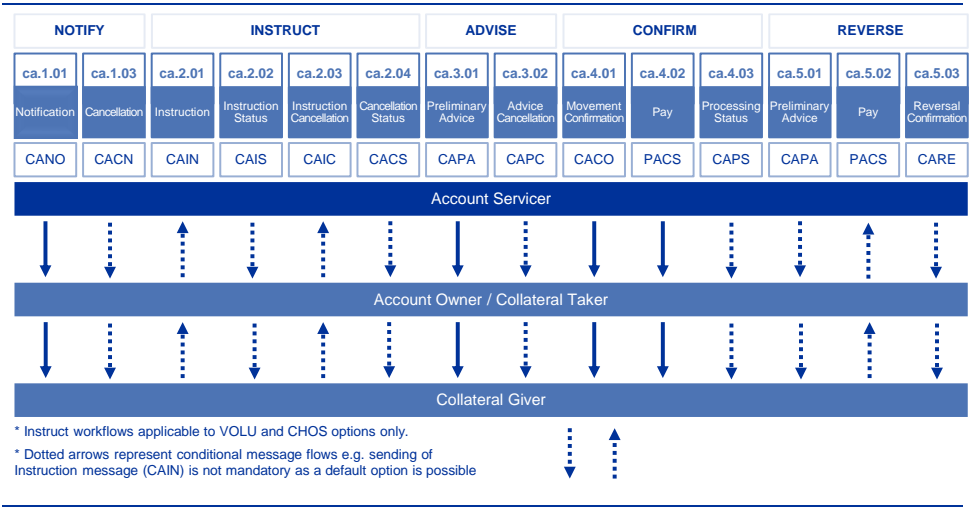 NOTIFY INSTRUCT ADVISE CONFIRM REVERSE
ca.1.01 ca.1.03 ca.2.01 ca.2.02 ca.2.03 ca.2.04 ca.3.01 ca.3.02 ca.4.01 ca.4.02 ca.4.03 ca.5.01 ca.5.02 ca.5.03
Notification
Cancellation
Instruction
Instruction
Status
Instruction
Cancellation
Cancellation
Status
Preliminary
Advice
Advice
Cancellation
Movement
Confirmation
Pay
Processing
Status
Preliminary
Advice
Pay
Reversal
Confirmation
CANO CACN CAIN CAIS CAIC CACS CAPA CAPC CACO PACS CAPS CAPA PACS CARE
Account Servicer
Account Owner / Collateral Taker
Collateral Giver
* Instruct workflows applicable to VOLU and CHOS options only.
* Dotted arrows represent conditional message flows e.g. sending of
Instruction message (CAIN) is not mandatory as a default option is possible